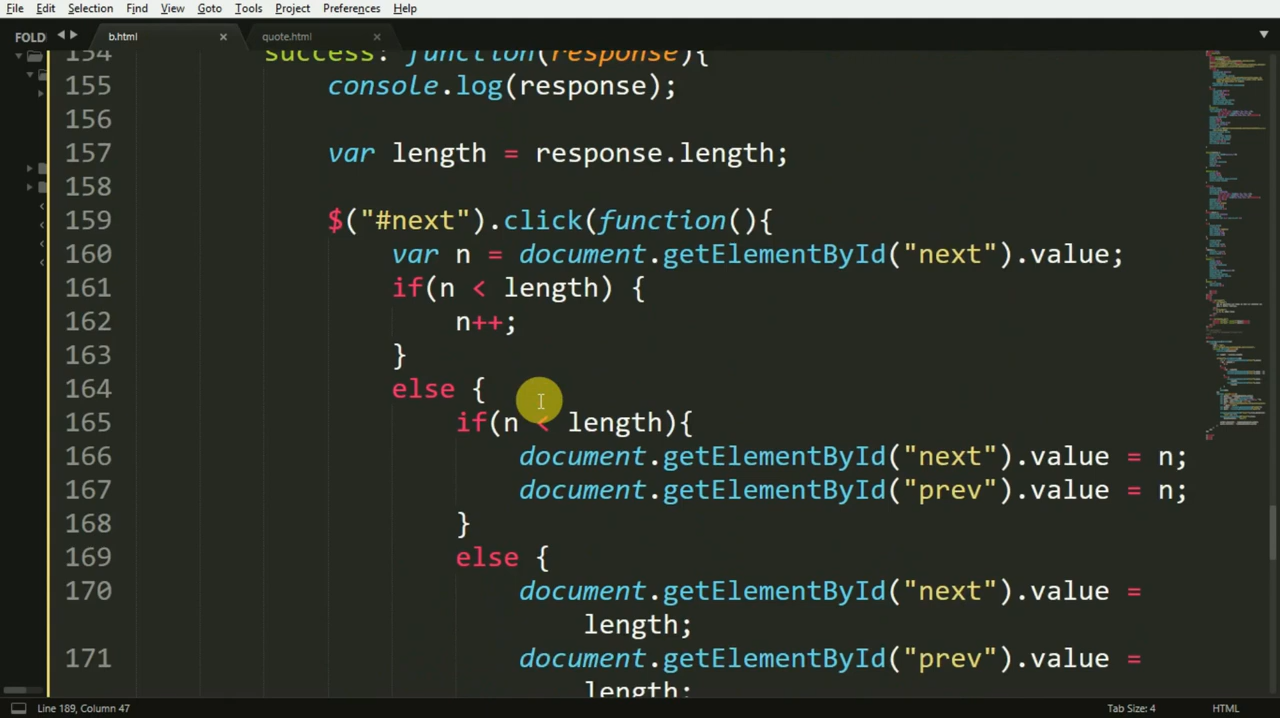 File Edit Selection Find View Goto Tools Project Preferences Help
FOLD b.html × quote.html ×
154 success: function(response){
155 console.log(response);
156
157 var length = response.length;
158
159 $("#next").click(function(){
160 var n = document.getElementById("next").value;
161 if(n < length) {
162 n++;
163 }
164 else {
165 if(n < length){
166 document.getElementById("next").value = n;
167 document.getElementById("prev").value = n;
168 }
169 else {
170 document.getElementById("next").value =
length;
171 document.getElementById("prev").value =
length;
Line 189, Column 47 Tab Size: 4 HTML